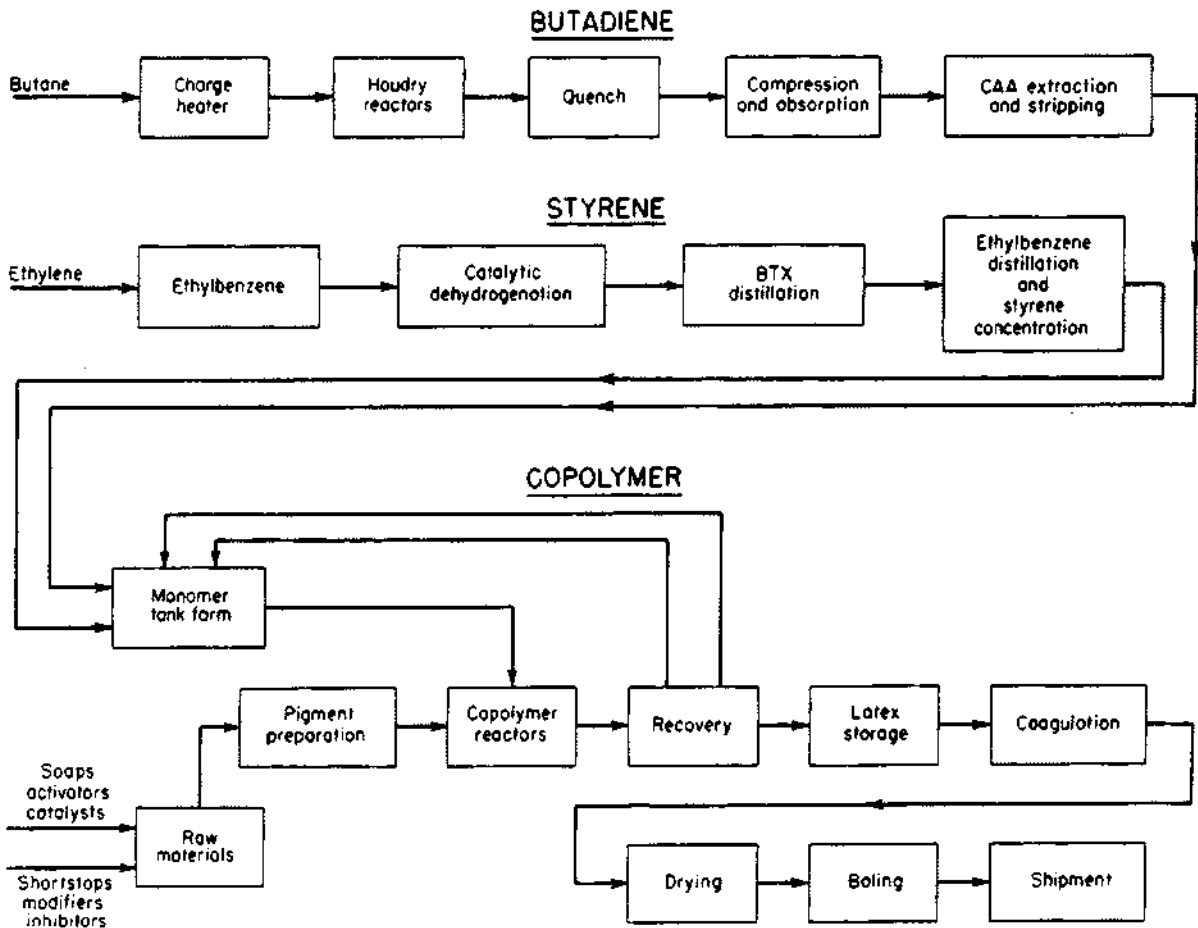 BUTADIENE
Butane
Charge
heater
Houdry
reactors
Quench
Compression
and absorption
CAA extraction
and stripping
STYRENE
Ethylene
Ethylbenzene
Catalytic
dehydrogenation
BTX
distillation
Ethylbenzene
distillation
and
styrene
concentration
COPOLYMER
Monomer
tank farm
Pigment
preparation
Copolymer
reactors
Recovery
Latex
storage
Coagulation
Soaps
activators
catalysts
Raw
materials
Shortstops
modifiers
inhibitors
Drying
Baling
Shipment